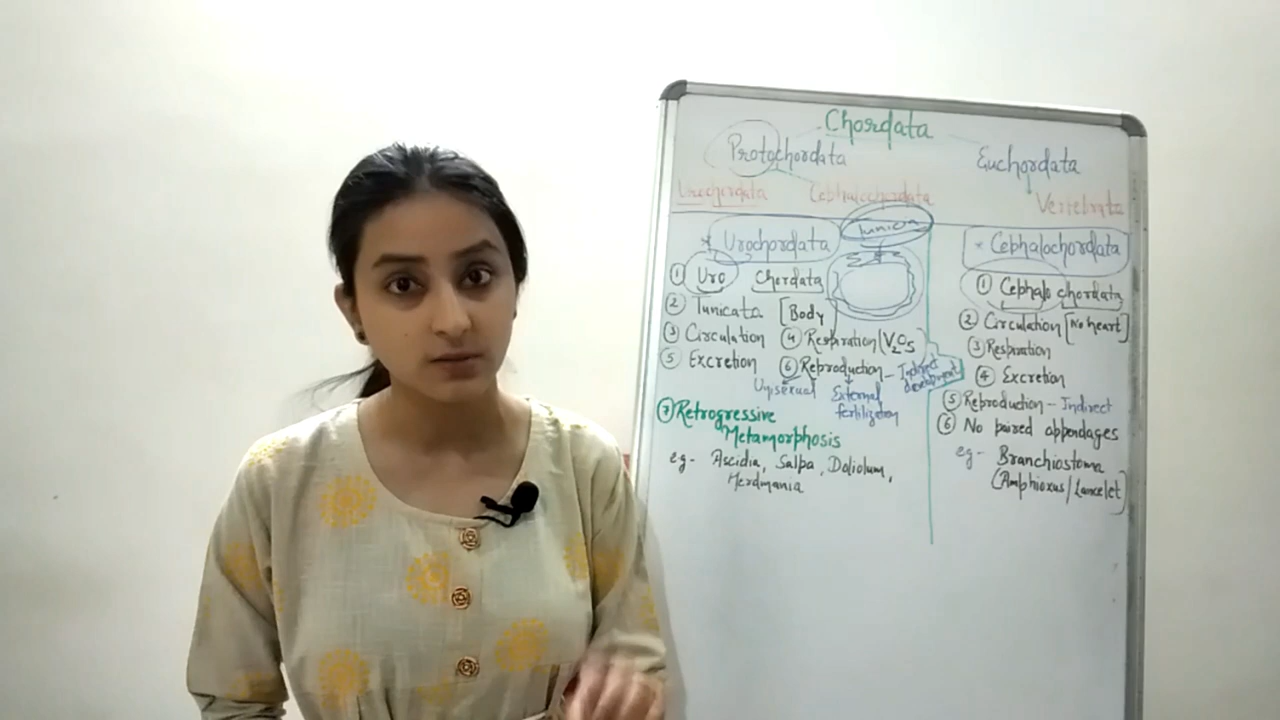 Chordata
Protochordata
Euchordata
Urochordata
Cephalochordata
Vertebrata
* Urochordata
Tunicin
① Uro Chordata
② Tunicata [Body
③ Circulation ④ Respiration (V₂O₅)
⑤ Excretion ⑥ Reproduction - Indirect development
Unisexual External fertilization
⑦ Retrogressive
Metamorphosis
eg- Ascidia, Salpa, Doliolum,
Herdmania
* Cephalochordata
① Cephalo chordata
② Circulation [No heart]
③ Respiration
④ Excretion
⑤ Reproduction - Indirect
⑥ No paired appendages
eg- Branchiostoma
(Amphioxus/Lancelet)